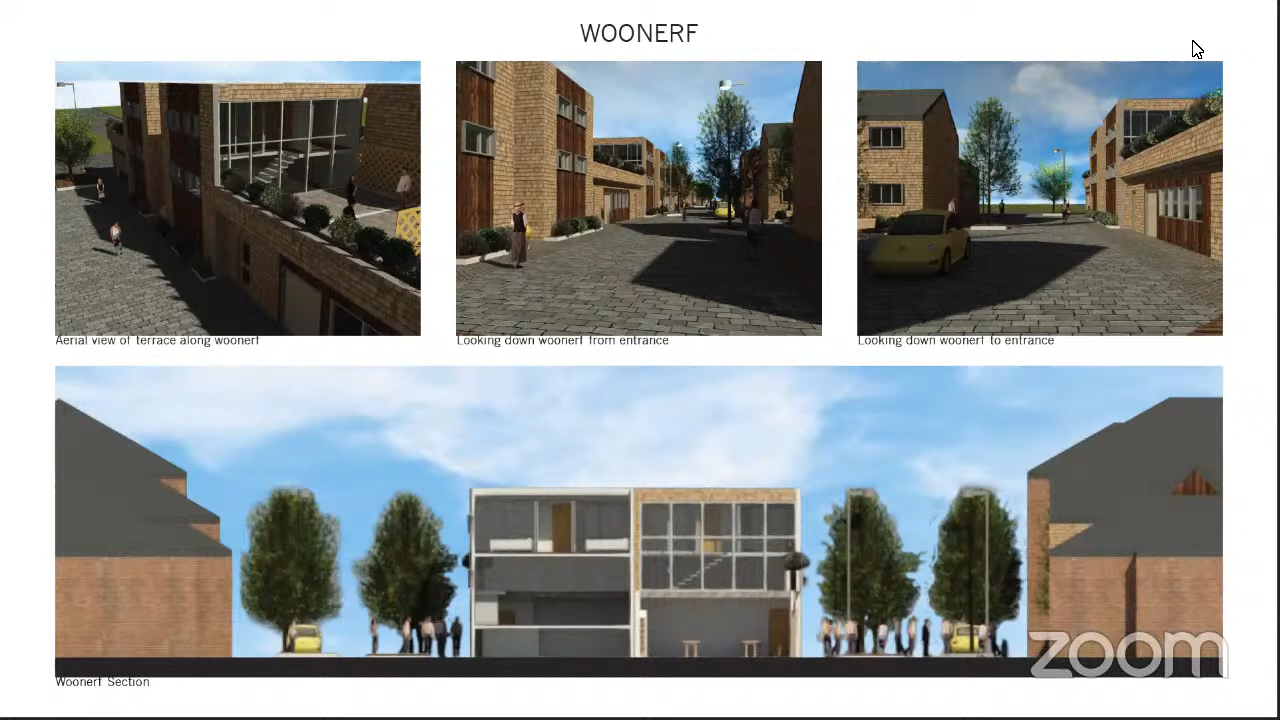 WOONERF
Aerial view of terrace along woonerf
Looking down woonerf from entrance
Looking down woonerf to entrance
Woonerf Section
zoom